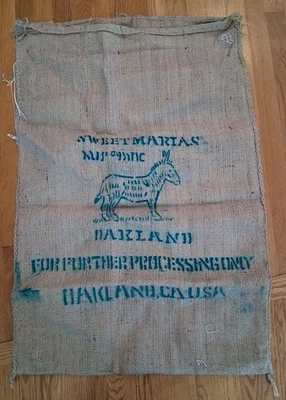 SWEET MARIAS
OAKLAND
FOR FURTHER PROCESSING ONLY
OAKLAND, CA USA